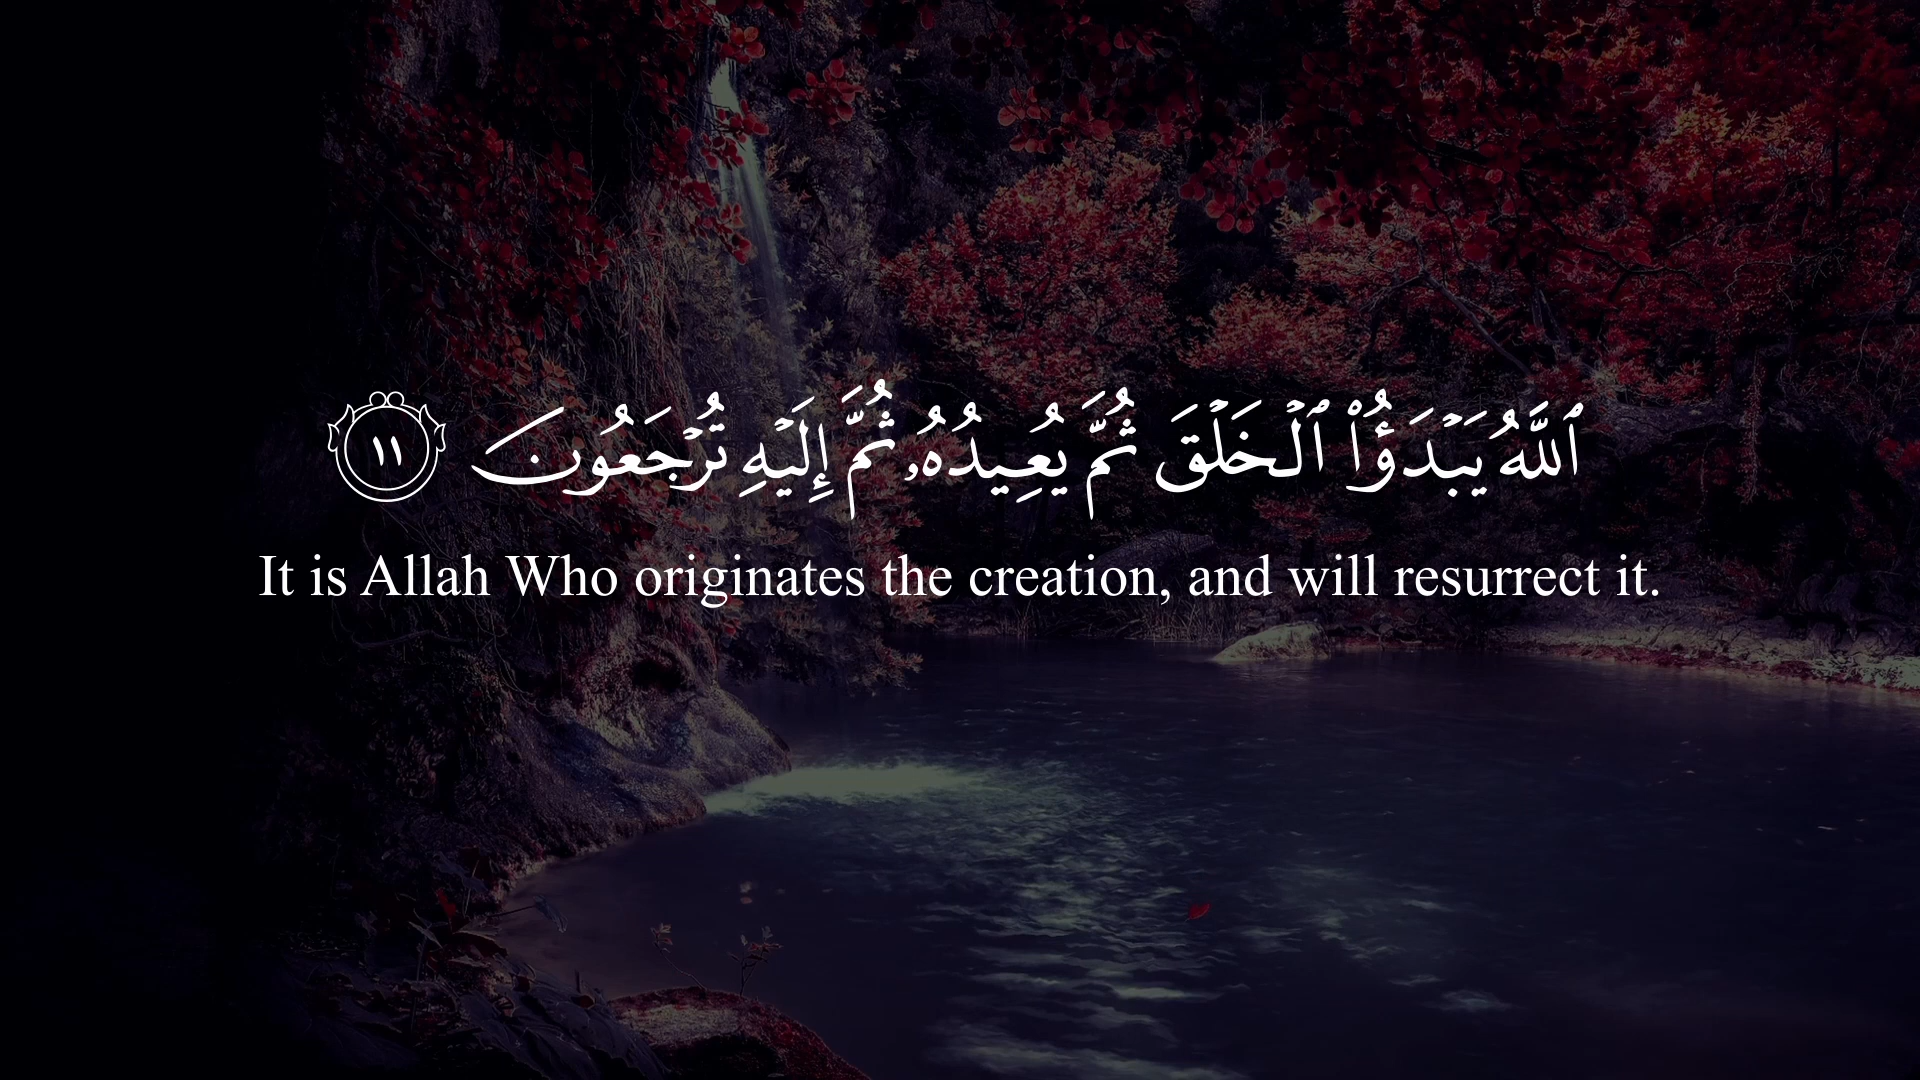 ٱللَّهُ يَبْدَؤُا۟ ٱلْخَلْقَ ثُمَّ يُعِيدُهُۥ ثُمَّ إِلَيْهِ تُرْجَعُونَ ١١
It is Allah Who originates the creation, and will resurrect it.